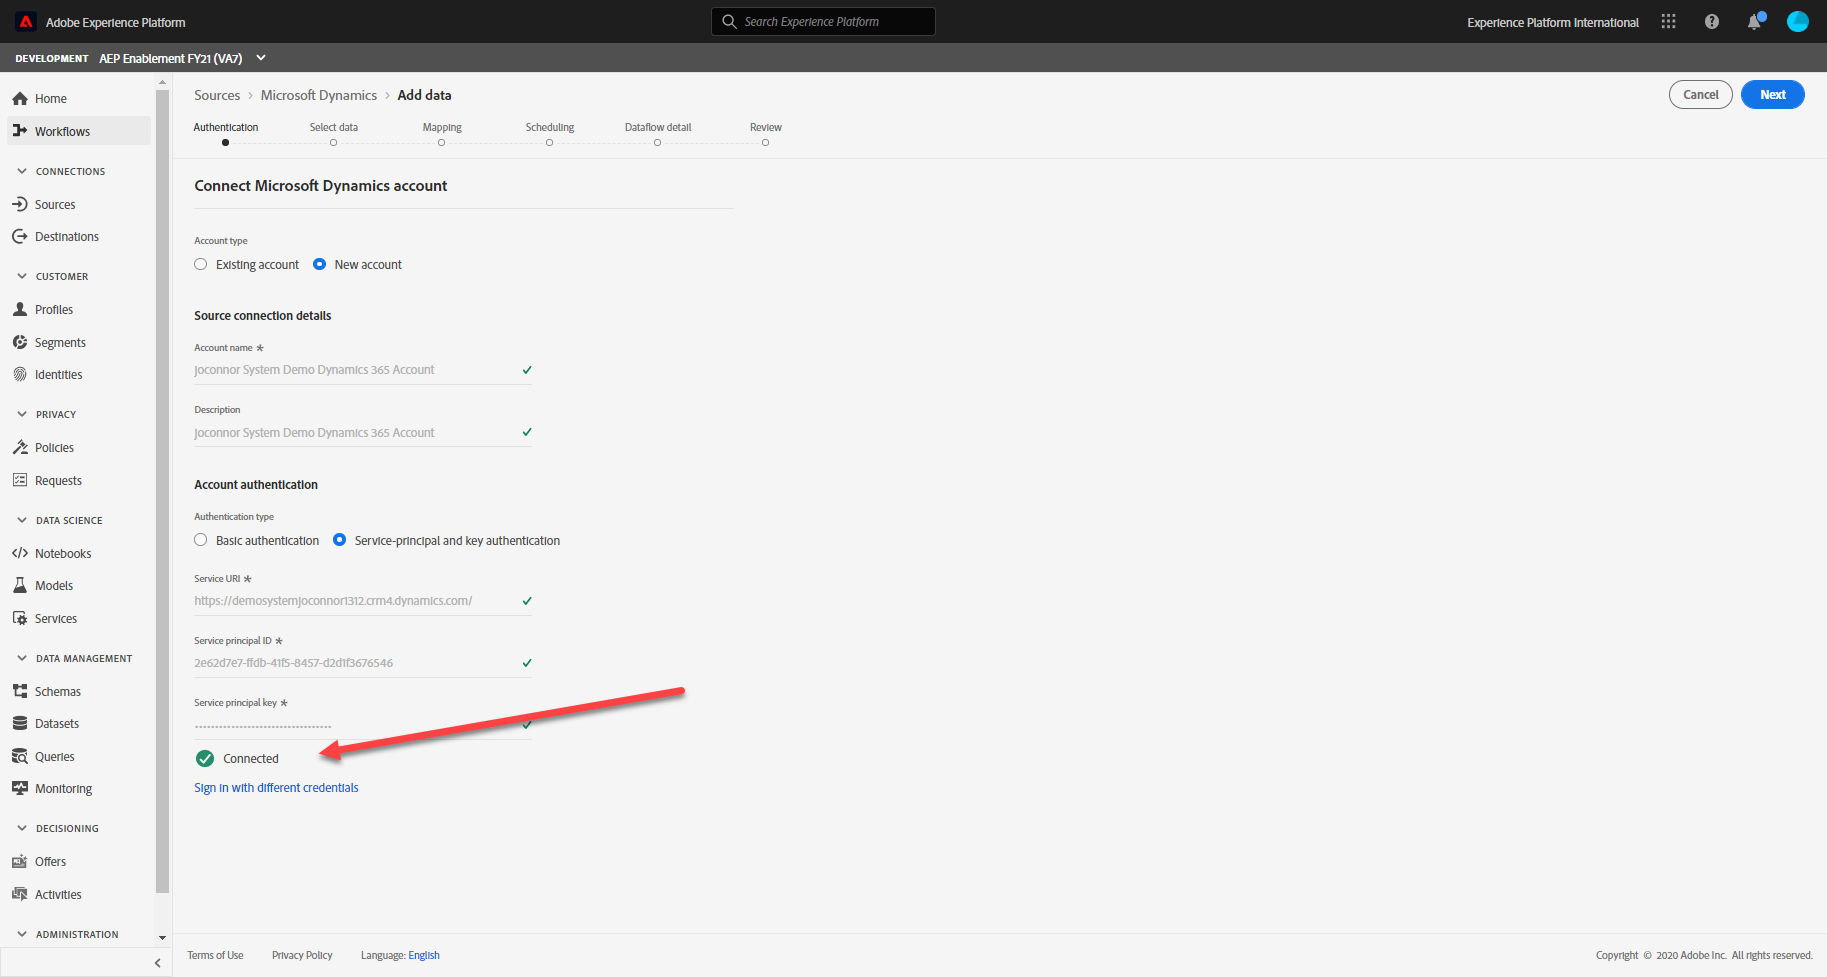 Adobe Experience Platform
Search Experience Platform
Experience Platform International
DEVELOPMENT AEP Enablement FY21 (VA7)
Home
Workflows
CONNECTIONS
Sources
Destinations
CUSTOMER
Profiles
Segments
Identities
PRIVACY
Policies
Requests
DATA SCIENCE
Notebooks
Models
Services
DATA MANAGEMENT
Schemas
Datasets
Queries
Monitoring
DECISIONING
Offers
Activities
ADMINISTRATION
Sources > Microsoft Dynamics > Add data
Cancel
Next
Authentication Select data Mapping Scheduling Dataflow detail Review
Connect Microsoft Dynamics account
Account type
Existing account New account
Source connection details
Account name *
joconnor System Demo Dynamics 365 Account
Description
joconnor System Demo Dynamics 365 Account
Account authentication
Authentication type
Basic authentication Service-principal and key authentication
Service URI *
https://demosystemjoconnor1312.crm4.dynamics.com/
Service principal ID *
2e62d7e7-ffdb-41f5-8457-d2d1f3676546
Service principal key *
Connected
Sign in with different credentials
Terms of Use Privacy Policy Language: English
Copyright © 2020 Adobe Inc. All rights reserved.